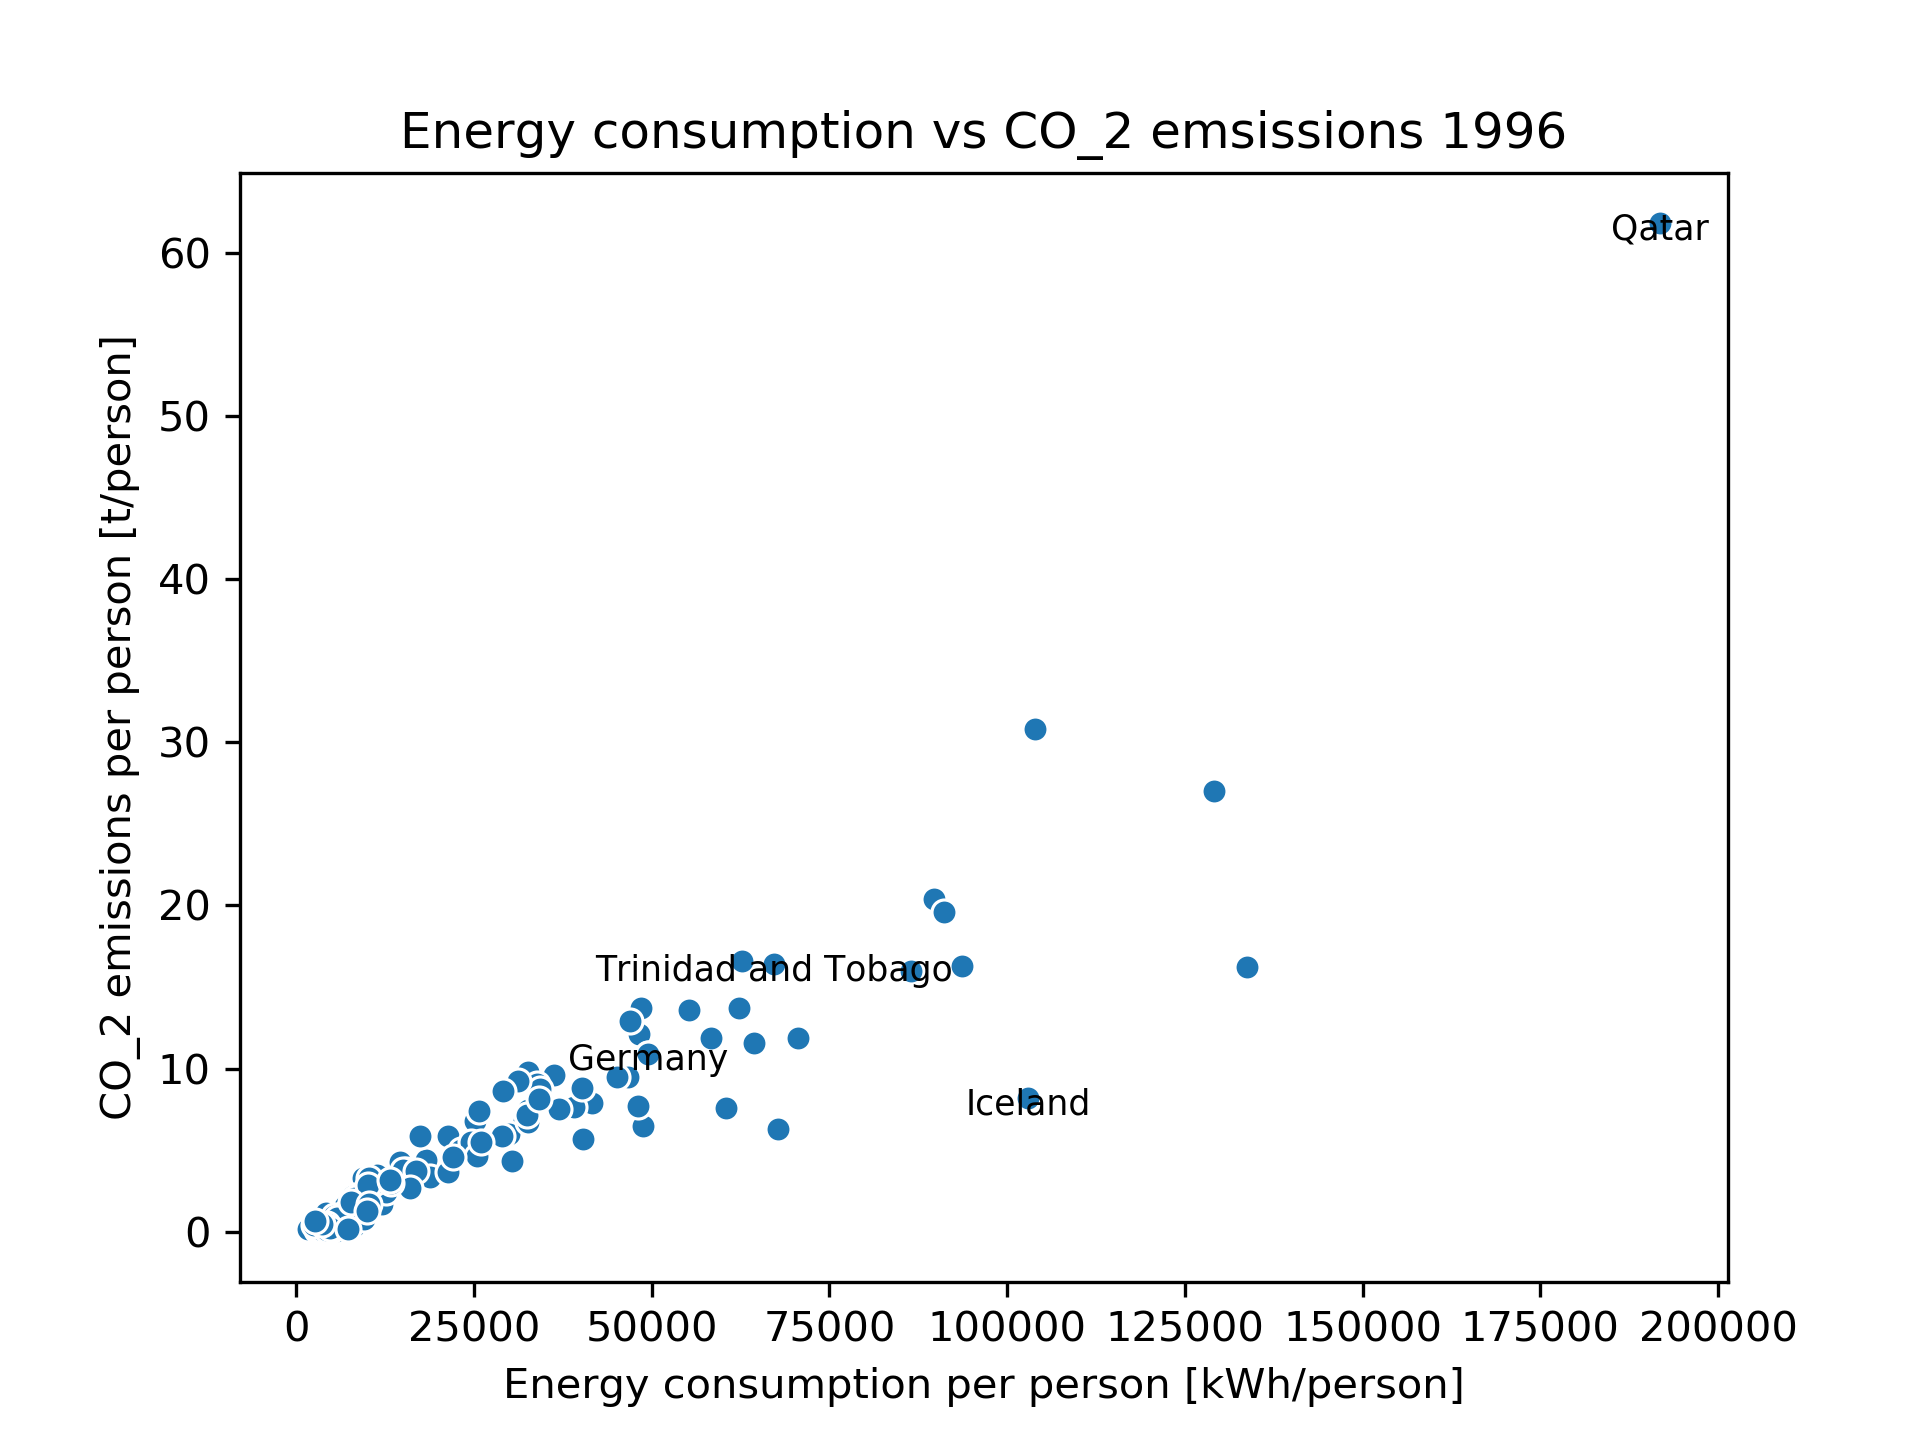 Energy consumption vs CO_2 emsissions 1996
CO_2 emissions per person [t/person]
60
50
40
30
20
10
0
Qatar
Trinidad and Tobago
Germany
Iceland
0 25000 50000 75000 100000 125000 150000 175000 200000
Energy consumption per person [kWh/person]